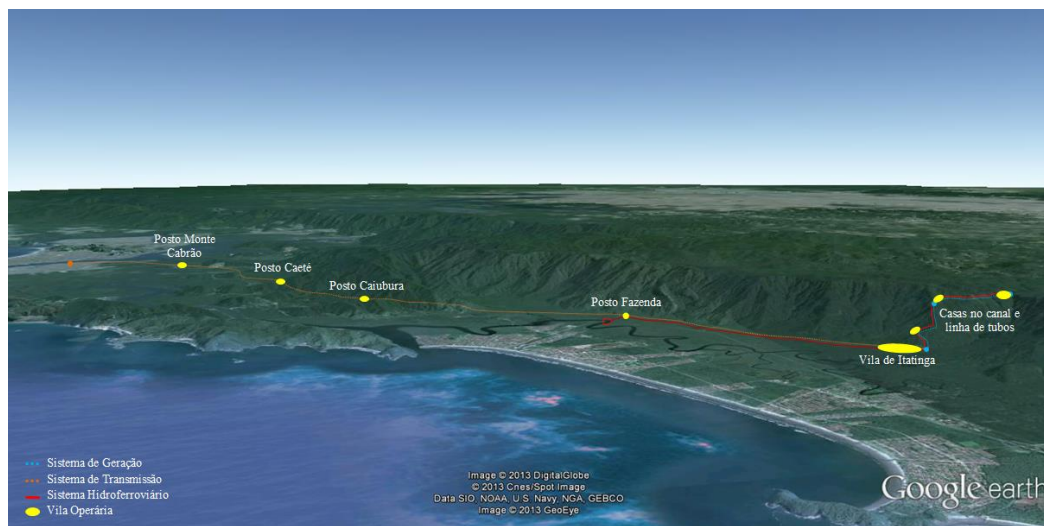 Posto Monte
Cabrão
Posto Caeté
Posto Caiubura
Posto Fazenda
Casas no canal e
linha de tubos
Vila de Itatinga
Sistema de Geração
Sistema de Transmissão
Sistema Hidroferroviário
Vila Operária
Image © 2013 DigitalGlobe
© 2013 Cnes/Spot Image
Data SIO, NOAA, U.S. Navy, NGA, GEBCO
Image © 2013 GeoEye
Google earth